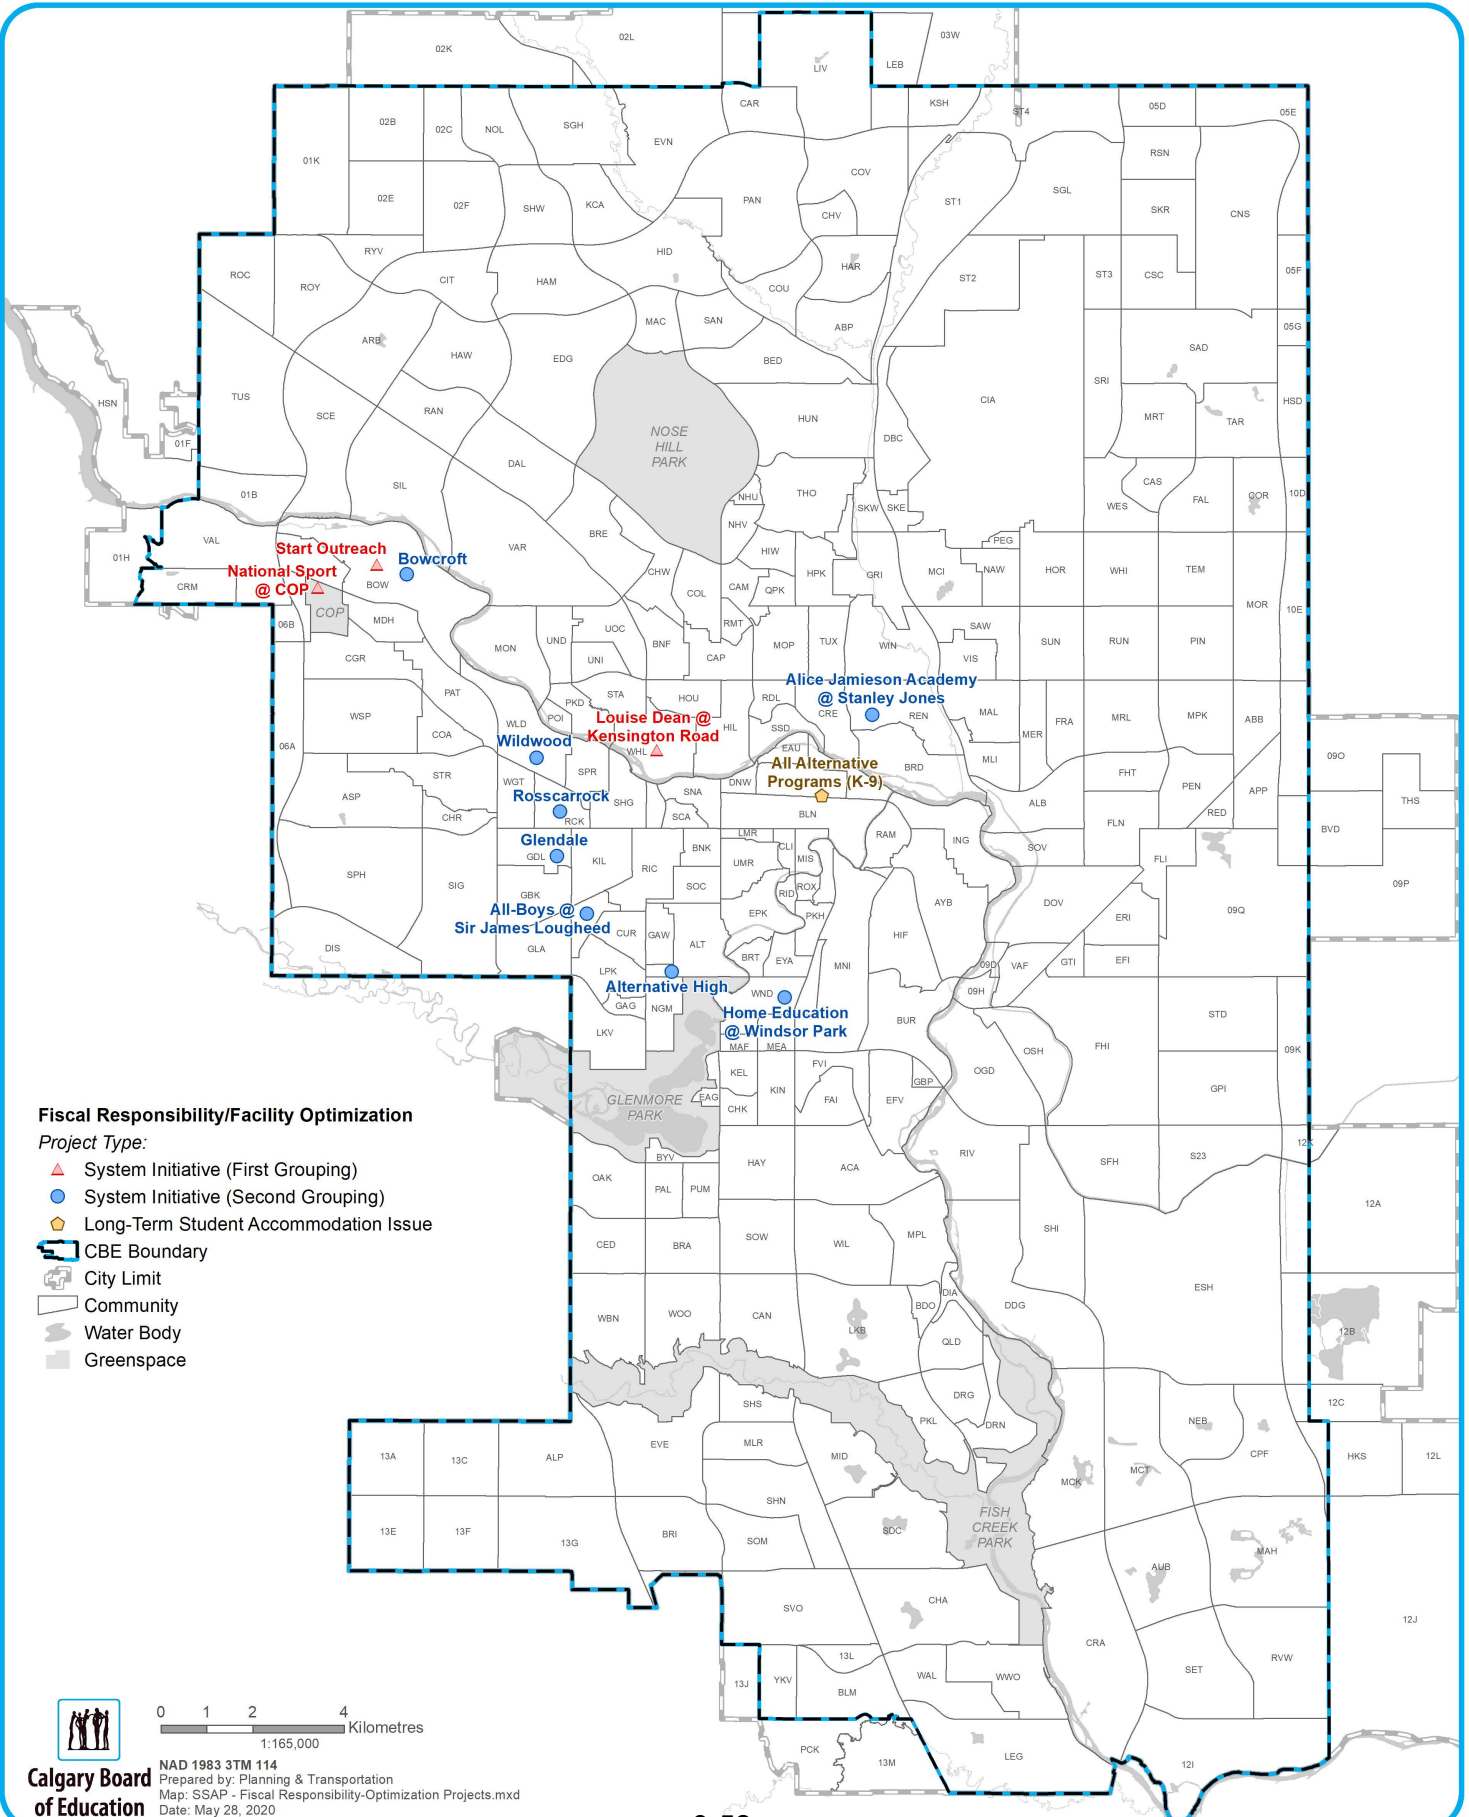 02K
02L
03W
LIV
LEB
CAR
KSH
ST4
05D
05E
02B
02C
NOL
SGH
EVN
01K
RSN
COV
02E
02F
SHW
KCA
PAN
CHV
ST1
SGL
SKR
CNS
RYV
HID
HAR
ROC
ROY
CIT
HAM
COU
ST2
ST3
CSC
05F
MAC
SAN
ABP
05G
ARB
HAW
EDG
BED
SAD
TUS
SCE
RAN
HUN
CIA
SRI
MRT
TAR
HSD
HSN
01F
NOSE
HILL
PARK
DBC
DAL
SIL
01B
NHU
THO
SKW
SKE
CAS
WES
FAL
COR
10D
NHV
VAL
01H
CRM
Start Outreach
National Sport
@ COP
COP
BOW
Bowcroft
VAR
BRE
CHW
HIW
PEG
COL
CAM
QPK
HPK
GRI
MCI
NAW
HOR
WHI
TEM
MOR
10E
06B
MDH
CGR
MON
UND
UOC
UNI
BNF
RMT
CAP
MOP
TUX
WIN
SAW
VIS
SUN
RUN
PIN
PAT
WSP
COA
06A
WLD
PKD
POI
STA
HOU
RDL
Alice Jamieson Academy
@ Stanley Jones
CRE
REN
MAL
MER
FRA
MRL
MPK
ABB
Louise Dean @
Kensington Road
WHL
HIL
SSD
EAU
Wildwood
WGT
SPR
All Alternative
Programs (K-9)
DNW
BRD
MLI
FHT
PEN
APP
09O
THS
STR
ASP
CHR
Rosscarrock
RCK
SHG
SNA
SCA
BLN
ALB
FLN
RED
BVD
Glendale
GDL
KIL
RIC
BNK
LMR
UMR
CLI
MIS
RAM
ING
SOV
FLI
SPH
SIG
GBK
SOC
RID
ROX
AYB
DOV
09P
09Q
ERI
All-Boys @
Sir James Lougheed
CUR
GAW
ALT
EPK
PKH
HIF
DIS
GLA
LPK
BRT
EYA
MNI
09D
VAF
GTI
EFI
Alternative High
GAG
NGM
WND
09H
LKV
Home Education
@ Windsor Park
BUR
STD
MAF
MEA
FVI
OSH
FHI
09K
KEL
KIN
FAI
EFV
GBP
OGD
GPI
GLENMORE
PARK
EAG
CHK
BYV
OAK
PAL
PUM
HAY
ACA
RIV
SFH
S23
12K
12A
CED
BRA
SOW
WIL
MPL
SHI
ESH
WBN
WOO
CAN
LKB
BDO
DIA
DDG
QLD
12B
12C
DRG
DRN
PKL
SHS
NEB
CPF
HKS
12L
13A
13C
ALP
EVE
MLR
MID
MCK
MCT
13E
13F
13G
BRI
SHN
SOM
SDC
FISH
CREEK
PARK
AUB
MAH
12J
SVO
CHA
CRA
13L
13J
YKV
BLM
WAL
WWO
SET
RVW
PCK
13M
LEG
12I
Fiscal Responsibility/Facility Optimization
Project Type:
System Initiative (First Grouping)
System Initiative (Second Grouping)
Long-Term Student Accommodation Issue
CBE Boundary
City Limit
Community
Water Body
Greenspace
0 1 2 4
Kilometres
1:165,000
Calgary Board
of Education
NAD 1983 3TM 114
Prepared by: Planning & Transportation
Map: SSAP - Fiscal Responsibility-Optimization Projects.mxd
Date: May 28, 2020